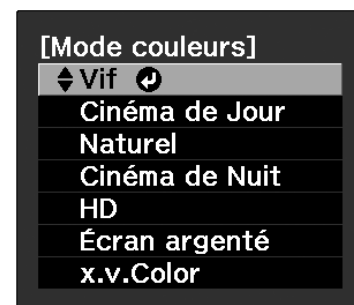 [Mode couleurs]
Vif
Cinéma de Jour
Naturel
Cinéma de Nuit
HD
Écran argenté
x.v.Color